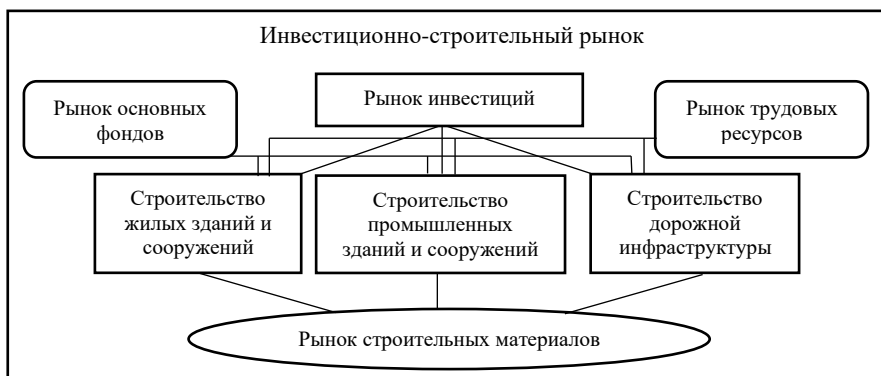 Инвестиционно-строительный рынок
Рынок основных
фондов
Рынок инвестиций
Рынок трудовых
ресурсов
Строительство
жилых зданий и
сооружений
Строительство
промышленных
зданий и сооружений
Строительство
дорожной
инфраструктуры
Рынок строительных материалов